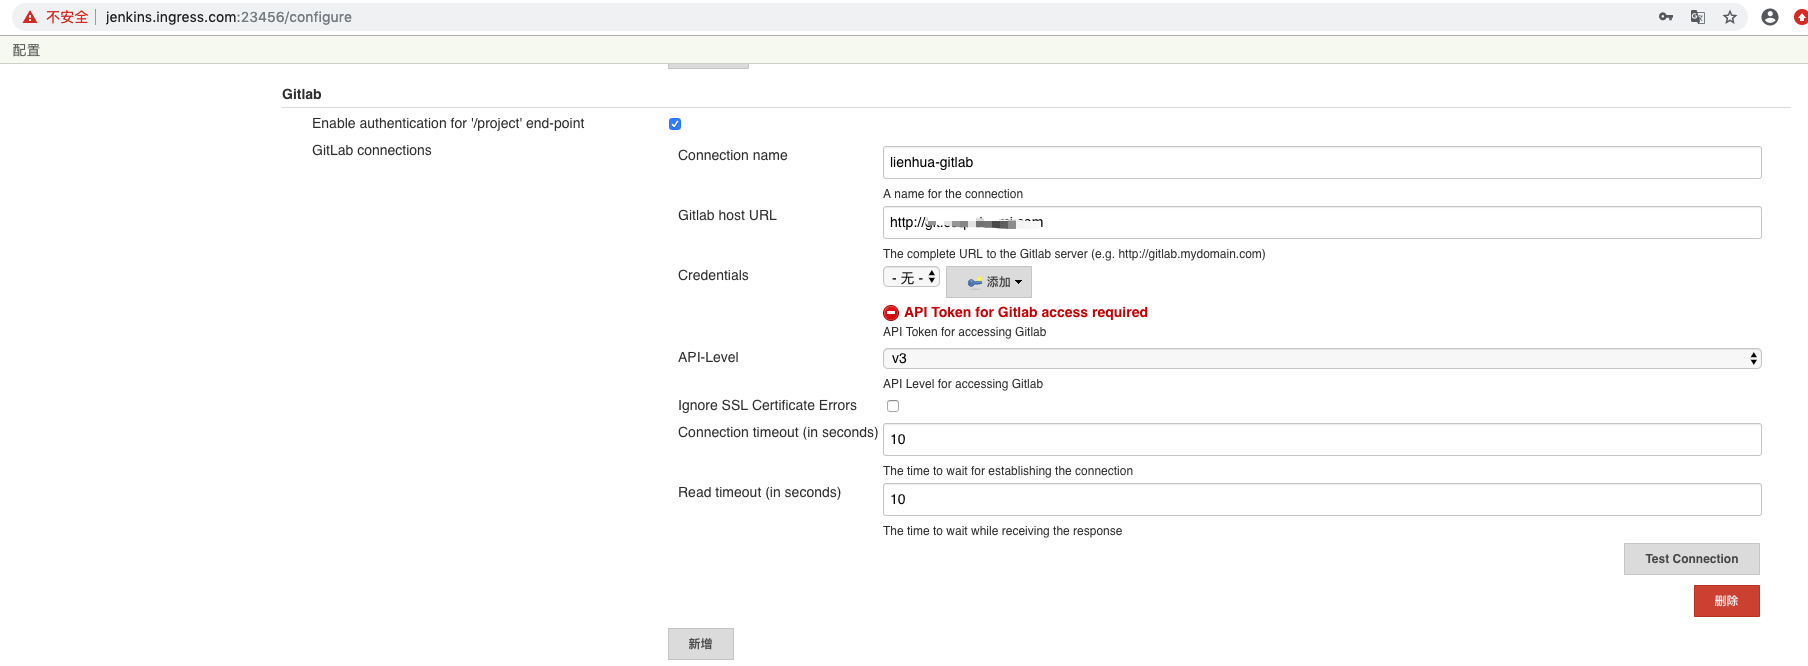 不安全 jenkins.ingress.com:23456/configure
配置
Gitlab
Enable authentication for '/project' end-point
GitLab connections
Connection name
lienhua-gitlab
A name for the connection
Gitlab host URL
http://
The complete URL to the Gitlab server (e.g. http://gitlab.mydomain.com)
Credentials
- 无 -
添加
API Token for Gitlab access required
API Token for accessing Gitlab
API-Level
v3
API Level for accessing Gitlab
Ignore SSL Certificate Errors
Connection timeout (in seconds)
10
The time to wait for establishing the connection
Read timeout (in seconds)
10
The time to wait while receiving the response
Test Connection
删除
新增